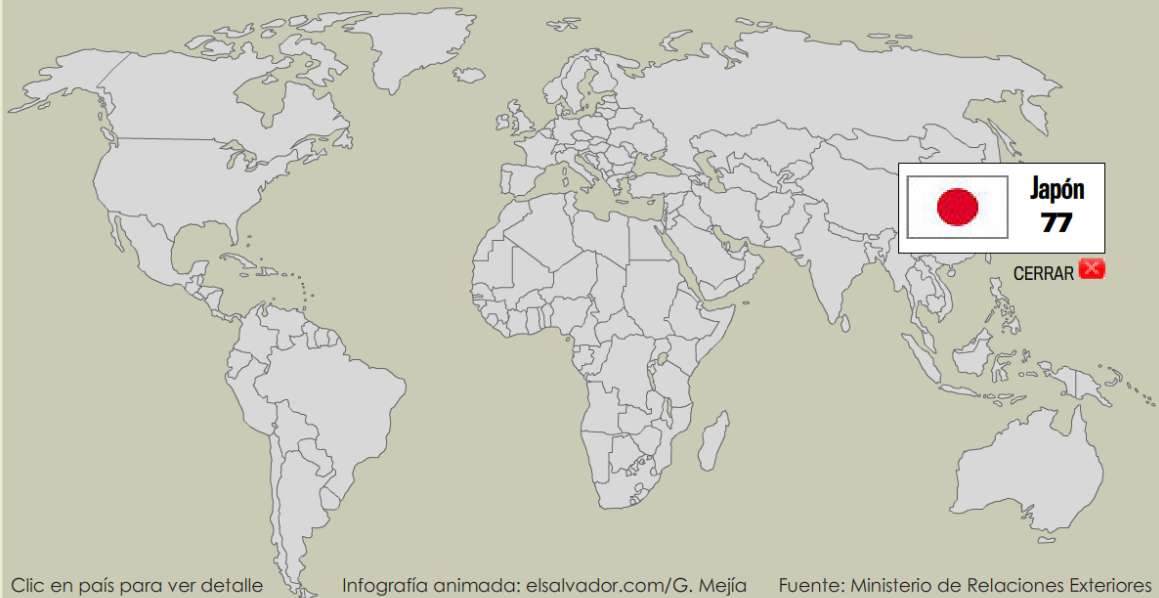 Japón
77
CERRAR
Clic en país para ver detalle
Infografía animada: elsalvador.com/G. Mejía
Fuente: Ministerio de Relaciones Exteriores